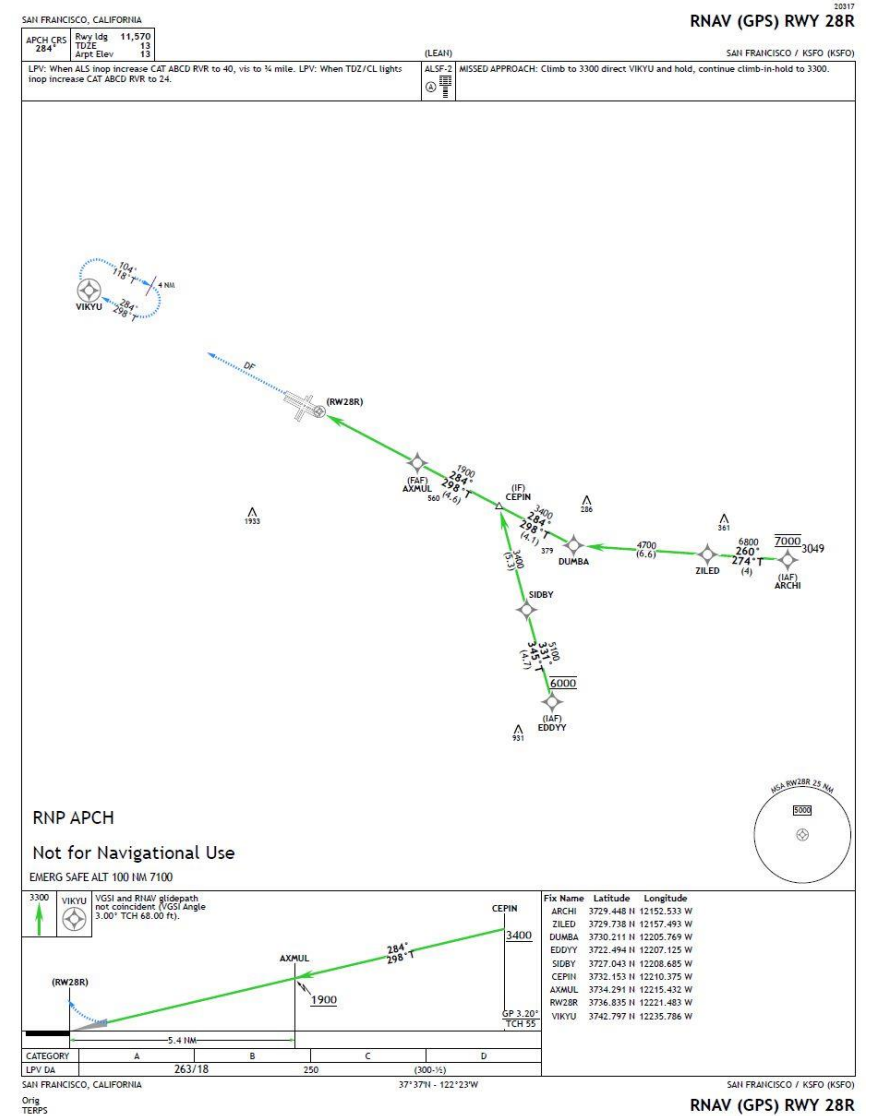 20317
SAN FRANCISCO, CALIFORNIA
RNAV (GPS) RWY 28R
APCH CRS
284°
Rwy ldg 11,570
TDZE 13
Arpt Elev 13
(LEAN)
SAN FRANCISCO / KSFO (KSFO)
LPV: When ALS inop increase CAT ABCD RVR to 40, vis to ¾ mile. LPV: When TDZ/CL lights
inop increase CAT ABCD RVR to 24.
ALSF-2
A
MISSED APPROACH: Climb to 3300 direct VIKYU and hold, continue climb-in-hold to 3300.
104°
118°T
4 NM
VIKYU
284°
298°T
DF
(RW28R)
(FAF)
AXMUL
560
1900
284°
298°T
(4.6)
(IF)
CEPIN
1933
3400
284°
298°T
(4.1)
379
286
DUMBA
4700
(6.6)
361
ZILED
6800
260°
274°T
(4)
7000
3049
(IAF)
ARCHI
3400
(5.3)
SIDBY
5100
331°
345°T
(4.7)
6000
(IAF)
EDDYY
931
MSA RW28R 25 NM
5000
RNP APCH
Not for Navigational Use
EMERG SAFE ALT 100 NM 7100
3300
VIKYU
VGSI and RNAV glidepath
not coincident (VGSI Angle
3.00° TCH 68.00 ft).
CEPIN
3400
284°
298°T
AXMUL
1900
(RW28R)
GP 3.20°
TCH 55
5.4 NM
Fix Name Latitude Longitude
ARCHI 3729.448 N 12152.533 W
ZILED 3729.738 N 12157.493 W
DUMBA 3730.211 N 12205.769 W
EDDYY 3722.494 N 12207.125 W
SIDBY 3727.043 N 12208.685 W
CEPIN 3732.153 N 12210.375 W
AXMUL 3734.291 N 12215.432 W
RW28R 3736.835 N 12221.483 W
VIKYU 3742.797 N 12235.786 W
CATEGORY A B C D
LPV DA 263/18 250 (300-½)
SAN FRANCISCO, CALIFORNIA
37°37'N - 122°23'W
SAN FRANCISCO / KSFO (KSFO)
Orig
TERPS
RNAV (GPS) RWY 28R